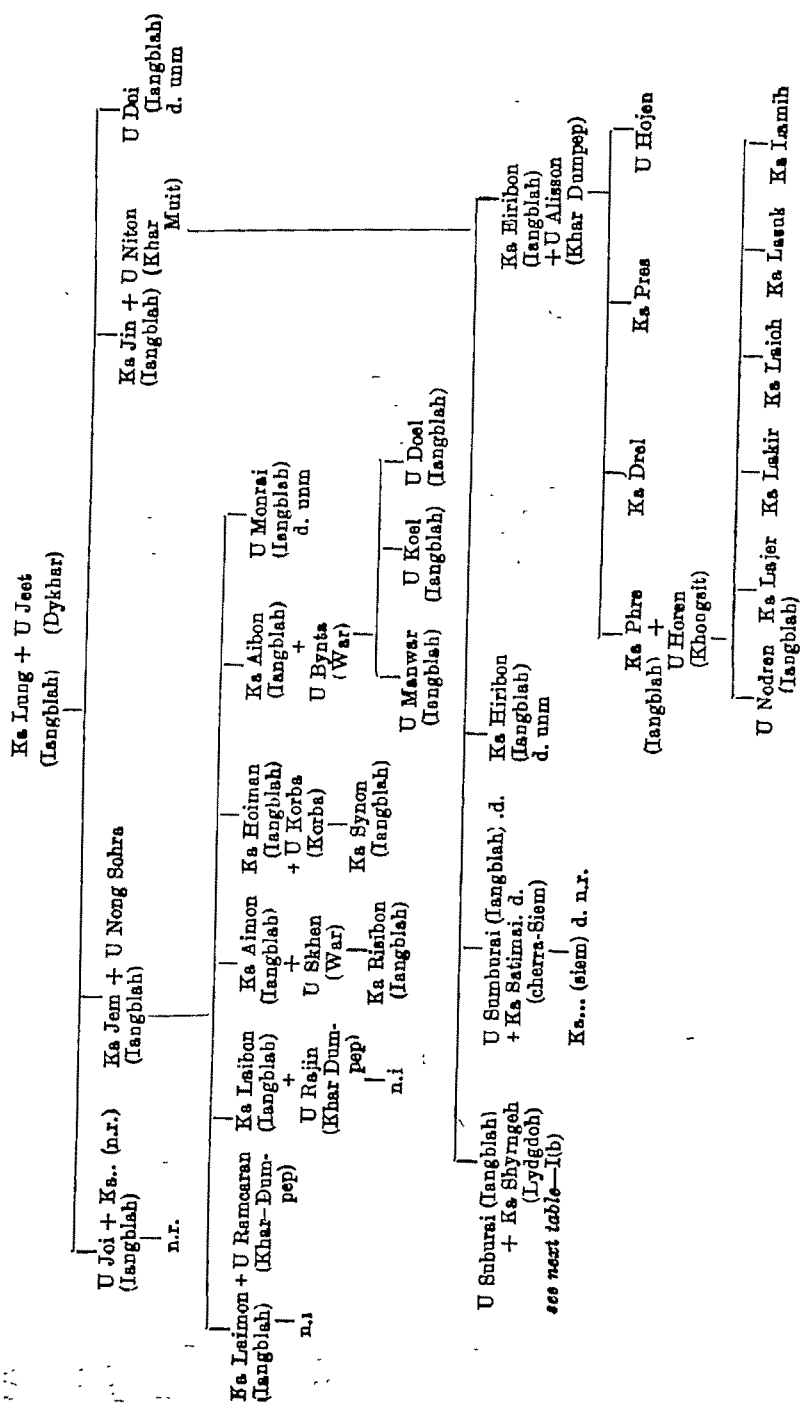 Ka Lung + U Jeet
(Iangblah) (Dykhar)
U Joi + Ka.. (n.r.)
(Iangblah)
n.r.
Ka Jem + U Nong Sohra
(Iangblah)
Ka Jin + U Niton
(Iangblah) (Khar
Muit)
U Doi
(Iangblah)
d. unm
Ka Laimon + U Ramcaran
(Iangblah) (Khar-Dum-
pep)
n.i
Ka Laibon
(Iangblah)
+
U Rajin
(Khar Dum-
pep)
n.i
Ka Aimon
(Iangblah)
+
U Skhen
(War)
Ka Risibon
(Iangblah)
Ka Hoiman
(Iangblah)
+ U Korba
(Korba)
Ka Synon
(Iangblah)
Ka Aibon
(Iangblah)
+
U Bynta
(War)
U Manwar
(Iangblah)
U Koel
(Iangblah)
U Doel
(Iangblah)
U Monrai
(Iangblah)
d. unm
U Suburai (Iangblah)
+ Ka Shyrngeh
(Lydgdoh)
see next table—I(b)
U Sumburai (Iangblah) .d.
+ Ka Satimai. d.
(cherra-Siem)
Ka... (siem) d. n.r.
Ka Hiribon
(Iangblah)
d. unm
Ka Eiribon
(Iangblah)
+U Alisson
(Khar Dumpep)
Ka Phre
(Iangblah) +
U Horen
(Khongsit)
Ka Drel
Ka Pres
U Hojen
U Nodren
(Iangblah)
Ka Lajer
Ka Lakir
Ka Laioh
Ka Lasuk
Ka Lamih